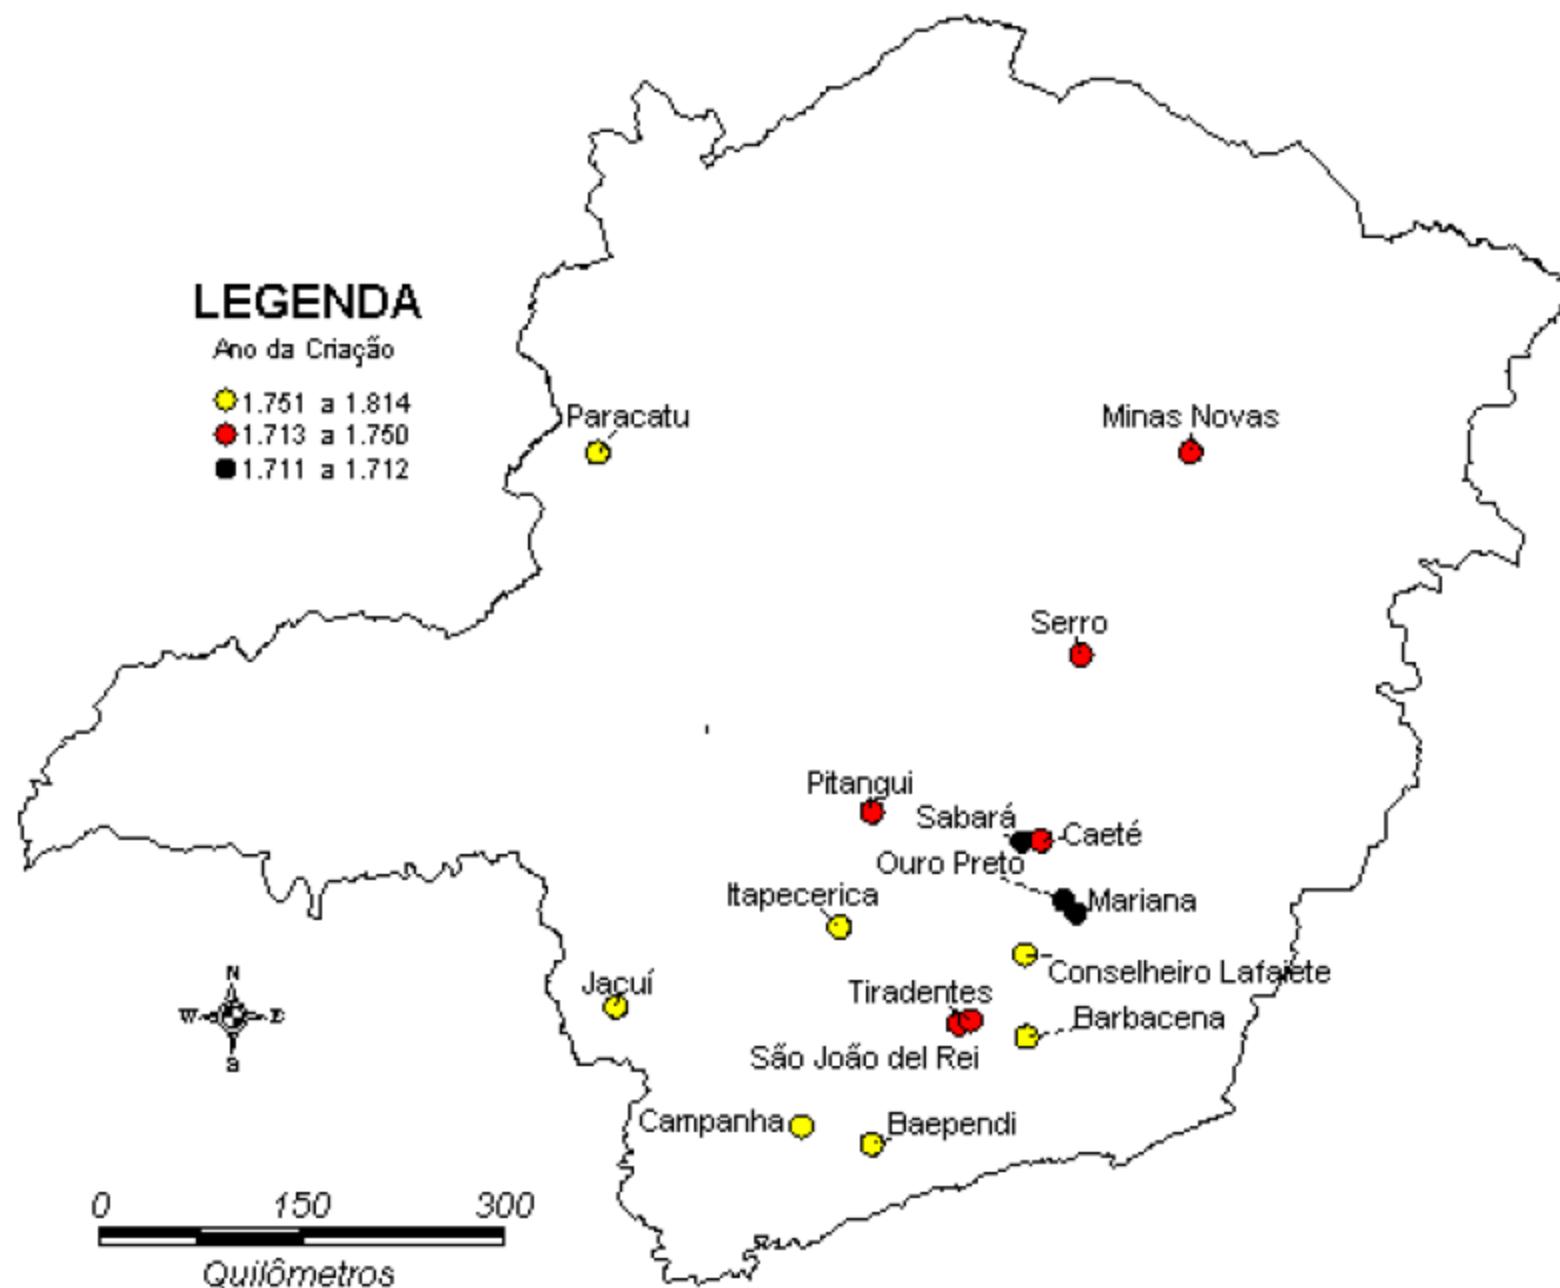 LEGENDA
Ano da Criação
1.751 a 1.814
1.713 a 1.750
1.711 a 1.712
Paracatu
Minas Novas
Serro
Pitangui
Sabará
Caeté
Ouro Preto
Itapecerica
Mariana
Conselheiro Lafaiete
Jacuí
Tiradentes
Barbacena
São João del Rei
Campanha
Baependi
N
W
E
S
0 150 300
Quilômetros